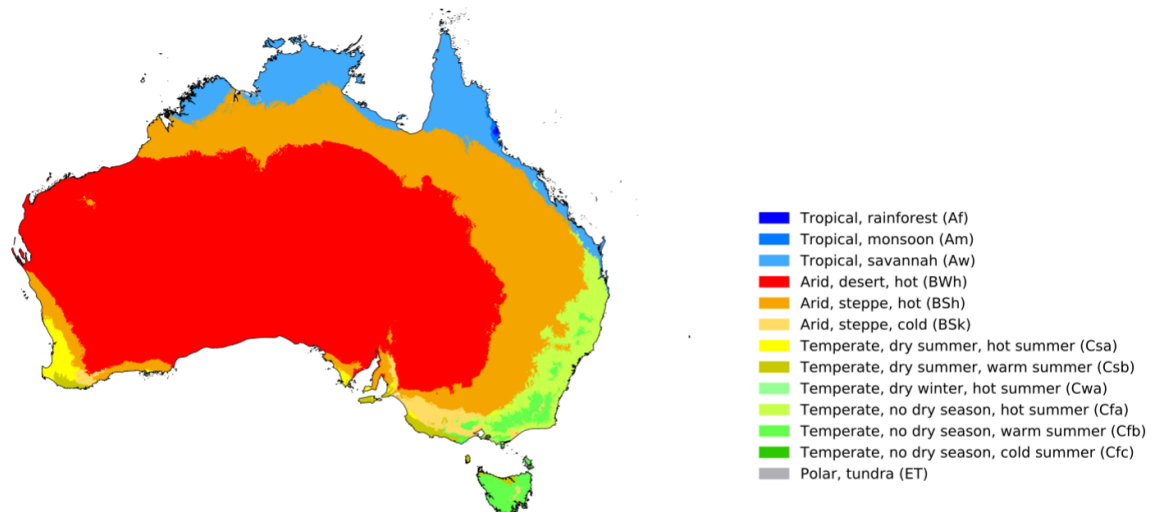 Tropical, rainforest (Af)
Tropical, monsoon (Am)
Tropical, savannah (Aw)
Arid, desert, hot (BWh)
Arid, steppe, hot (BSh)
Arid, steppe, cold (BSk)
Temperate, dry summer, hot summer (Csa)
Temperate, dry summer, warm summer (Csb)
Temperate, dry winter, hot summer (Cwa)
Temperate, no dry season, hot summer (Cfa)
Temperate, no dry season, warm summer (Cfb)
Temperate, no dry season, cold summer (Cfc)
Polar, tundra (ET)